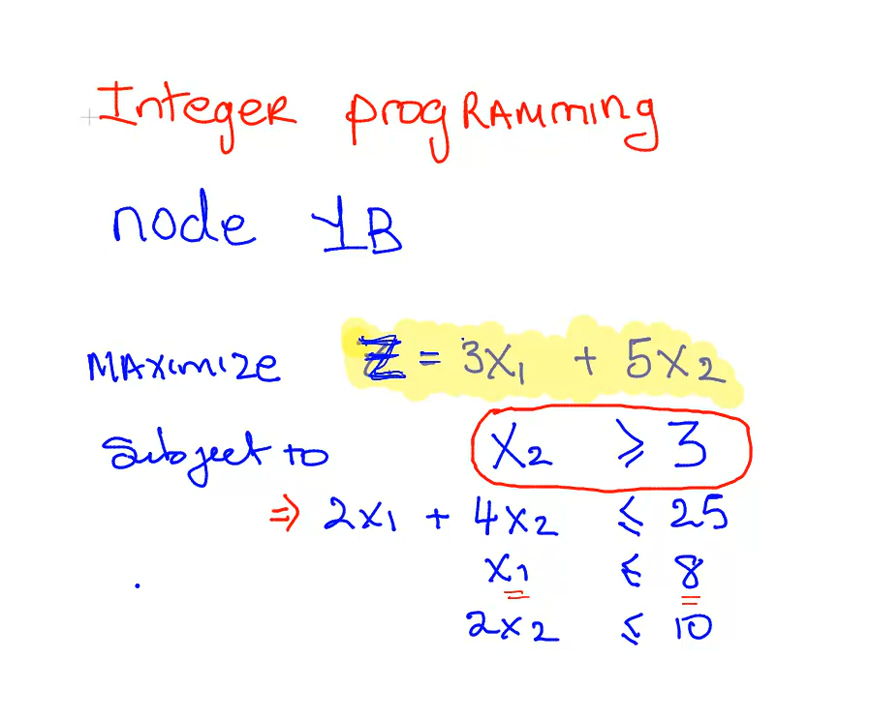 Integer programming
node 1B
Maximize Z = 3x₁ + 5x₂
Subject to x₂ ≥ 3
⇒ 2x₁ + 4x₂ ≤ 25
x₁ ≤ 8
2x₂ ≤ 10